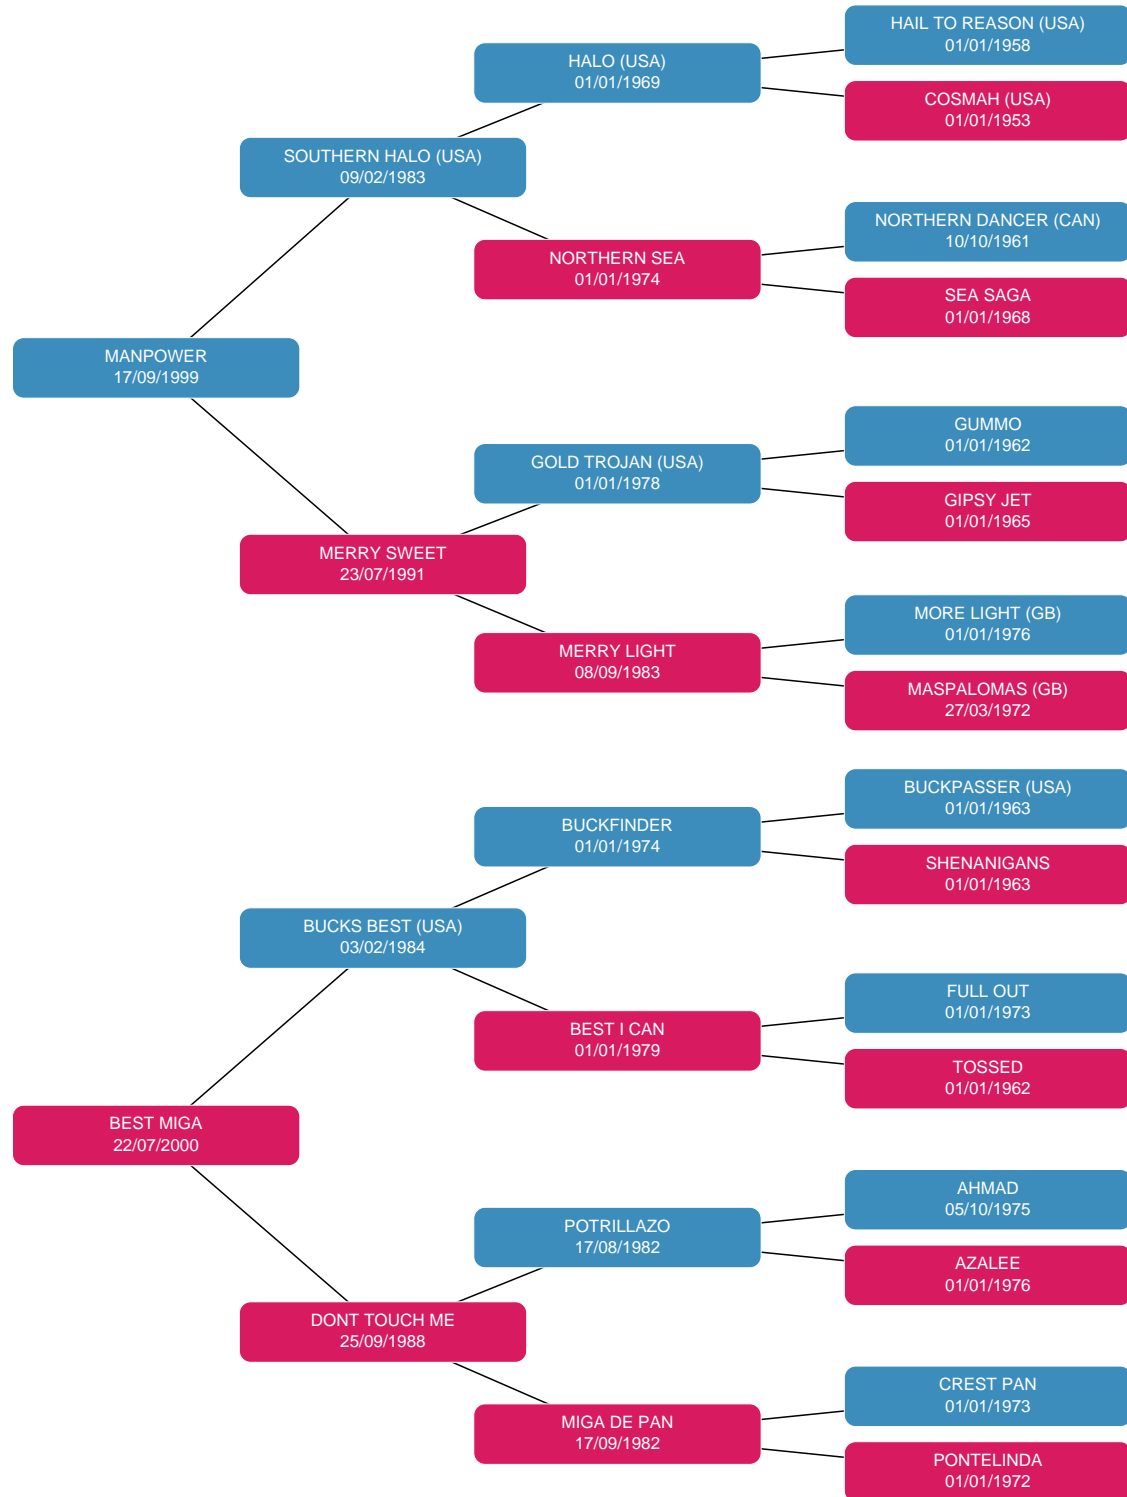 HAIL TO REASON (USA)
01/01/1958
HALO (USA)
01/01/1969
COSMAH (USA)
01/01/1953
SOUTHERN HALO (USA)
09/02/1983
NORTHERN DANCER (CAN)
10/10/1961
NORTHERN SEA
01/01/1974
SEA SAGA
01/01/1968
MANPOWER
17/09/1999
GUMMO
01/01/1962
GOLD TROJAN (USA)
01/01/1978
GIPSY JET
01/01/1965
MERRY SWEET
23/07/1991
MORE LIGHT (GB)
01/01/1976
MERRY LIGHT
08/09/1983
MASPALOMAS (GB)
27/03/1972
BUCKPASSER (USA)
01/01/1963
BUCKFINDER
01/01/1974
SHENANIGANS
01/01/1963
BUCKS BEST (USA)
03/02/1984
FULL OUT
01/01/1973
BEST I CAN
01/01/1979
TOSSED
01/01/1962
BEST MIGA
22/07/2000
AHMAD
05/10/1975
POTRILLAZO
17/08/1982
AZALEE
01/01/1976
DONT TOUCH ME
25/09/1988
CREST PAN
01/01/1973
MIGA DE PAN
17/09/1982
PONTELINDA
01/01/1972